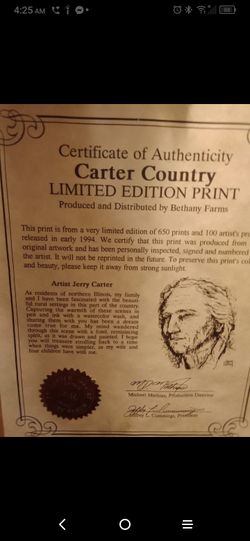 4:25 AM
Certificate of Authenticity
Carter Country
LIMITED EDITION PRINT
Produced and Distributed by Bethany Farms
This print is from a very limited edition of 650 prints and 100 artist's pr
released in early 1994. We certify that this print was produced from
original artwork and has been personally inspected, signed and numbered
the artist. It will not be reprinted in the future. To preserve this print's col
and beauty, please keep it away from strong sunlight.
Artist Jerry Carter
As residents of northern Illinois, my family
and I have been fascinated with the beauti-
ful rural settings in this part of the country.
Capturing the warmth of these scenes in
pen and ink with a watercolor wash, and
sharing them with you has been a dream
come true for me. My mind wandered
through this scene with a kind, reminiscing
spirit, as it was drawn and painted. I hope
you will treasure strolling back to a time
when things were simpler, as my wife and
four children have with me.
Michael
Production Director
Jeffrey L. Cummings, President